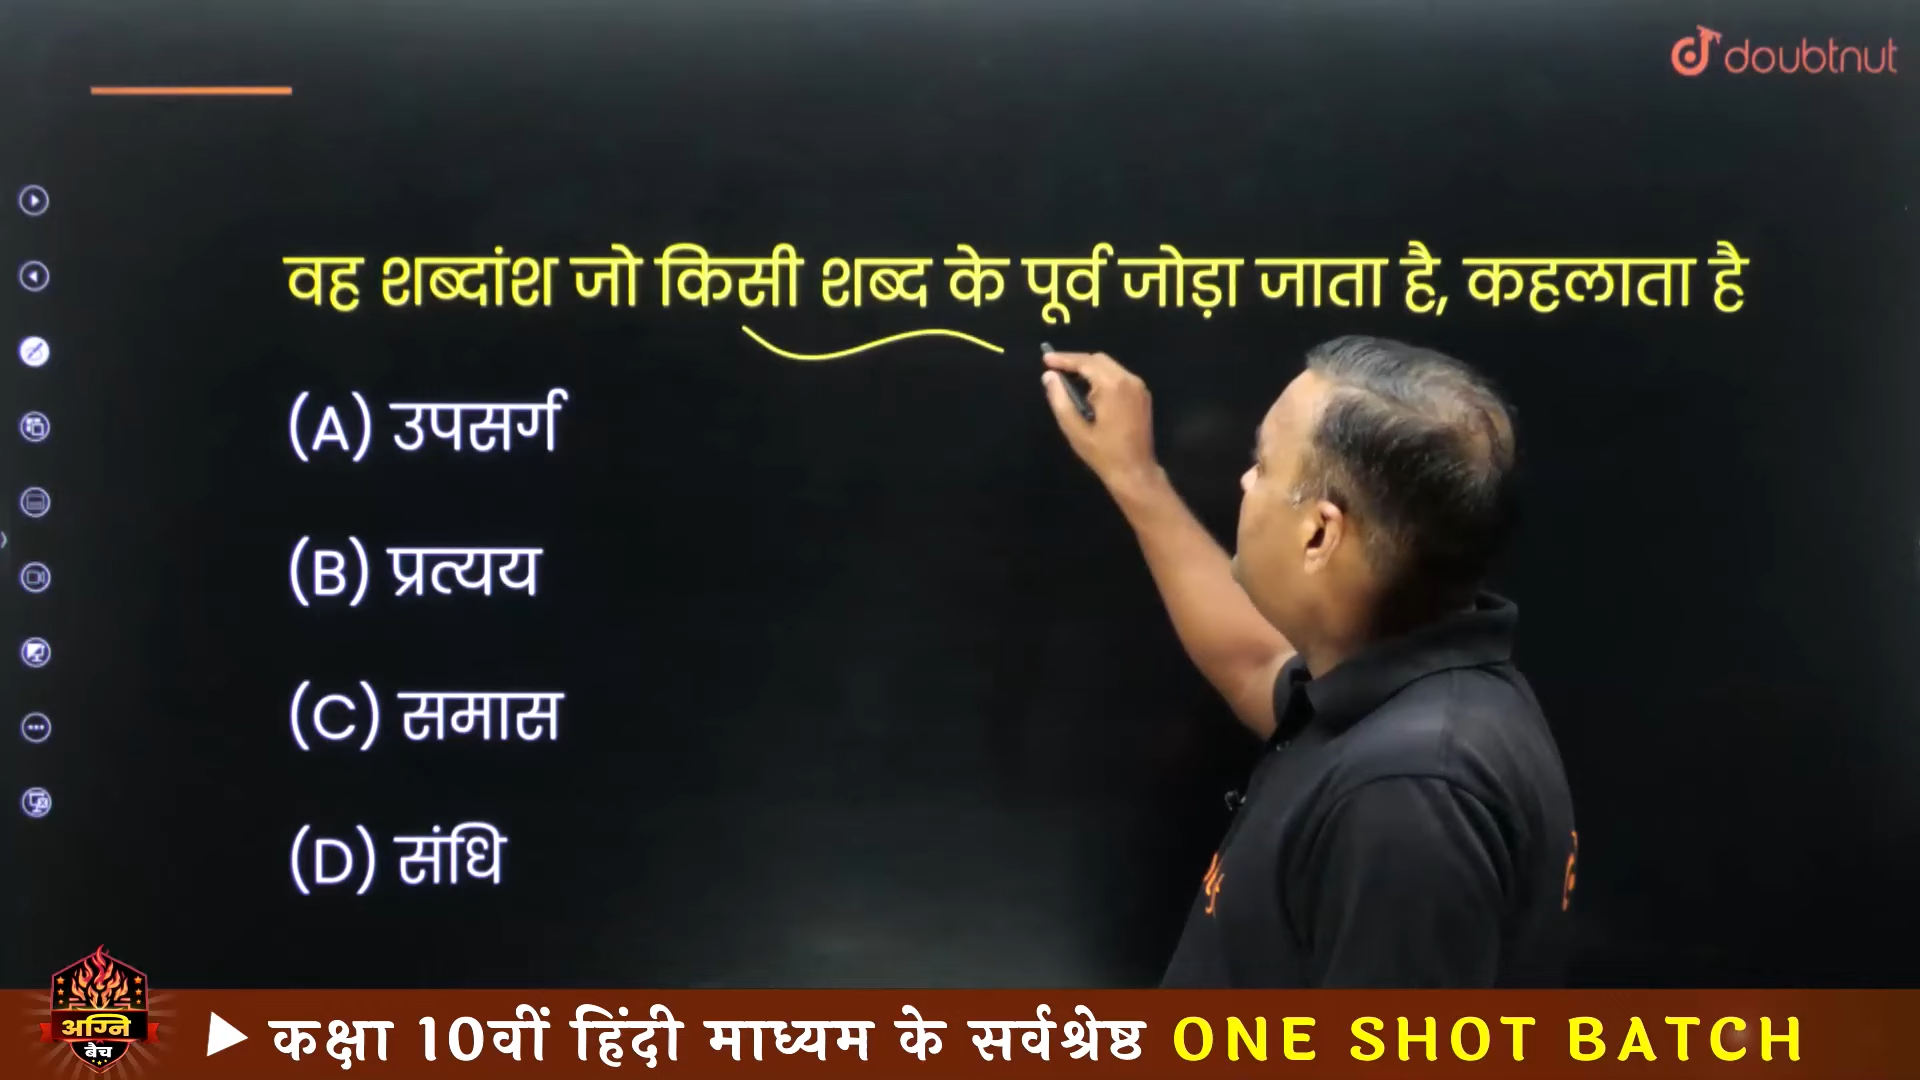 doubtnut
वह शब्दांश जो किसी शब्द के पूर्व जोड़ा जाता है, कहलाता है
(A) उपसर्ग
(B) प्रत्यय
(C) समास
(D) संधि
अग्नि
बैच
कक्षा 10वीं हिंदी माध्यम के सर्वश्रेष्ठ ONE SHOT BATCH